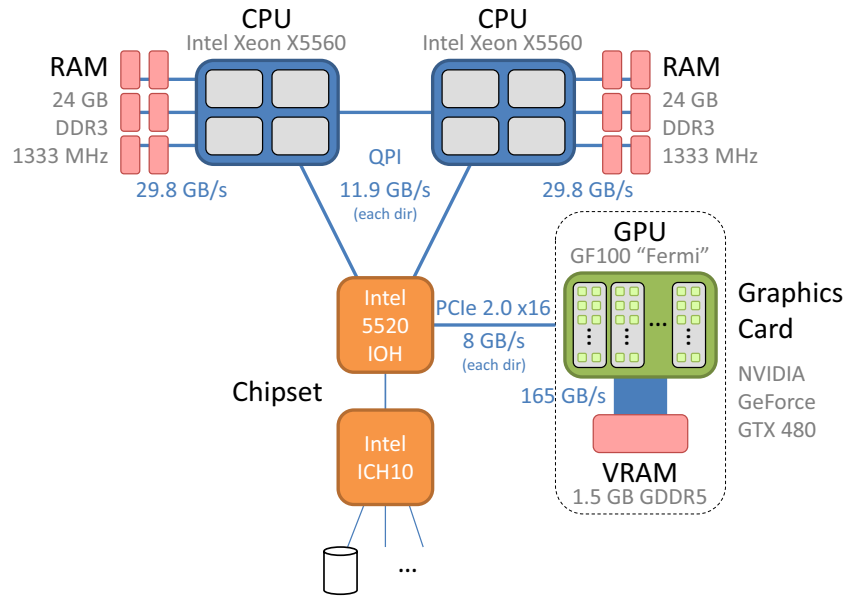 CPU
Intel Xeon X5560
CPU
Intel Xeon X5560
RAM
24 GB
DDR3
1333 MHz
RAM
24 GB
DDR3
1333 MHz
29.8 GB/s
QPI
11.9 GB/s
(each dir)
29.8 GB/s
GPU
GF100 “Fermi”
...
Intel
5520
IOH
PCIe 2.0 x16
8 GB/s
(each dir)
Graphics
Card
NVIDIA
GeForce
GTX 480
165 GB/s
Chipset
Intel
ICH10
VRAM
1.5 GB GDDR5
...